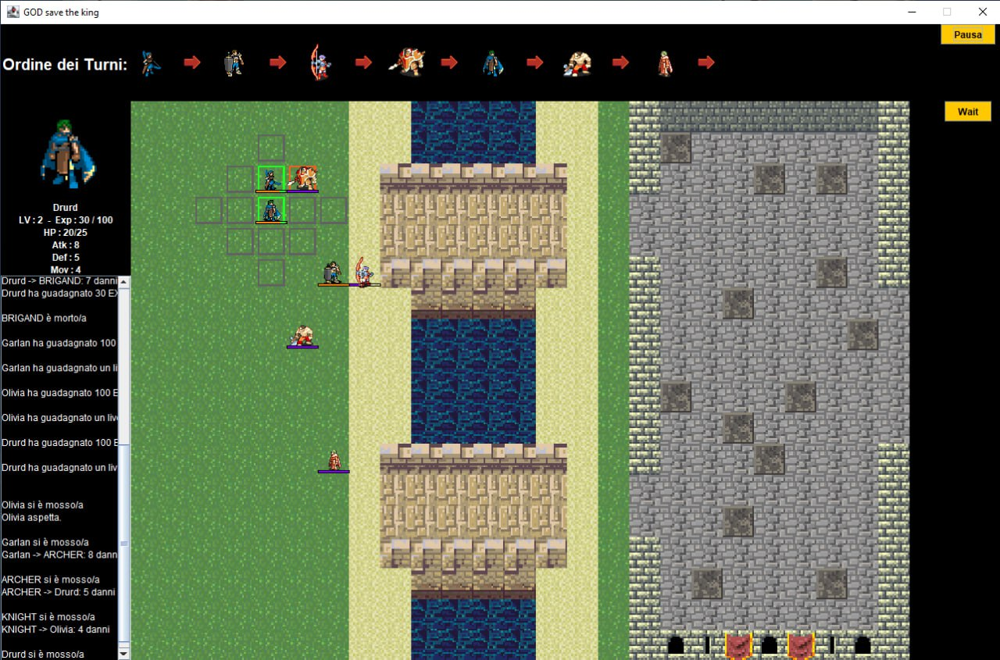 GOD save the king
Pausa
Ordine dei Turni:
Wait
Drurd
LV : 2 - Exp : 30 / 100
HP : 20/25
Atk : 8
Def : 5
Mov : 4
Drurd -> BRIGAND: 7 danni
Drurd ha guadagnato 30 EX
BRIGAND è morto/a
Garlan ha guadagnato 100
Garlan ha guadagnato un li
Olivia ha guadagnato 100 E
Olivia ha guadagnato un live
Drurd ha guadagnato 100 E
Drurd ha guadagnato un liv
Olivia si è mosso/a
Olivia aspetta.
Garlan si è mosso/a
Garlan -> ARCHER: 8 dann
ARCHER si è mosso/a
ARCHER -> Drurd: 5 danni
KNIGHT si è mosso/a
KNIGHT -> Olivia: 4 danni
Drurd si è mosso/a